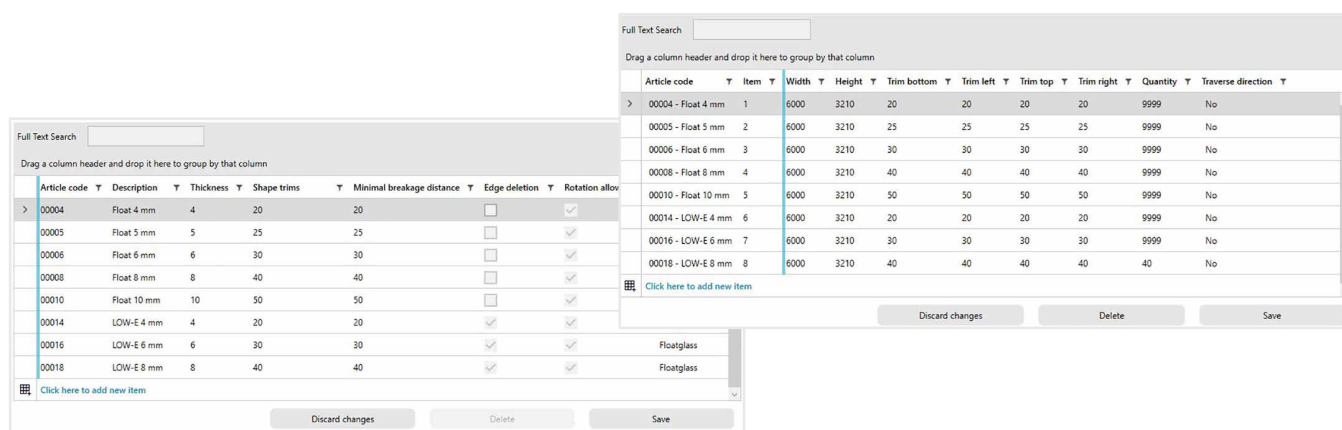 Full Text Search
Drag a column header and drop it here to group by that column
Article code Item Width Height Trim bottom Trim left Trim top Trim right Quantity Traverse direction
00004 - Float 4 mm 1 6000 3210 20 20 20 20 9999 No
00005 - Float 5 mm 2 6000 3210 25 25 25 25 9999 No
00006 - Float 6 mm 3 6000 3210 30 30 30 30 9999 No
00008 - Float 8 mm 4 6000 3210 40 40 40 40 9999 No
00010 - Float 10 mm 5 6000 3210 50 50 50 50 9999 No
00014 - LOW-E 4 mm 6 6000 3210 20 20 20 20 9999 No
00016 - LOW-E 6 mm 7 6000 3210 30 30 30 30 9999 No
00018 - LOW-E 8 mm 8 6000 3210 40 40 40 40 40 No
Click here to add new item
Discard changes Delete Save
Full Text Search
Drag a column header and drop it here to group by that column
Article code Description Thickness Shape trims Minimal breakage distance Edge deletion Rotation allow
00004 Float 4 mm 4 20 20
00005 Float 5 mm 5 25 25
00006 Float 6 mm 6 30 30
00008 Float 8 mm 8 40 40
00010 Float 10 mm 10 50 50
00014 LOW-E 4 mm 4 20 20
00016 LOW-E 6 mm 6 30 30 Floatglass
00018 LOW-E 8 mm 8 40 40 Floatglass
Click here to add new item
Discard changes Delete Save